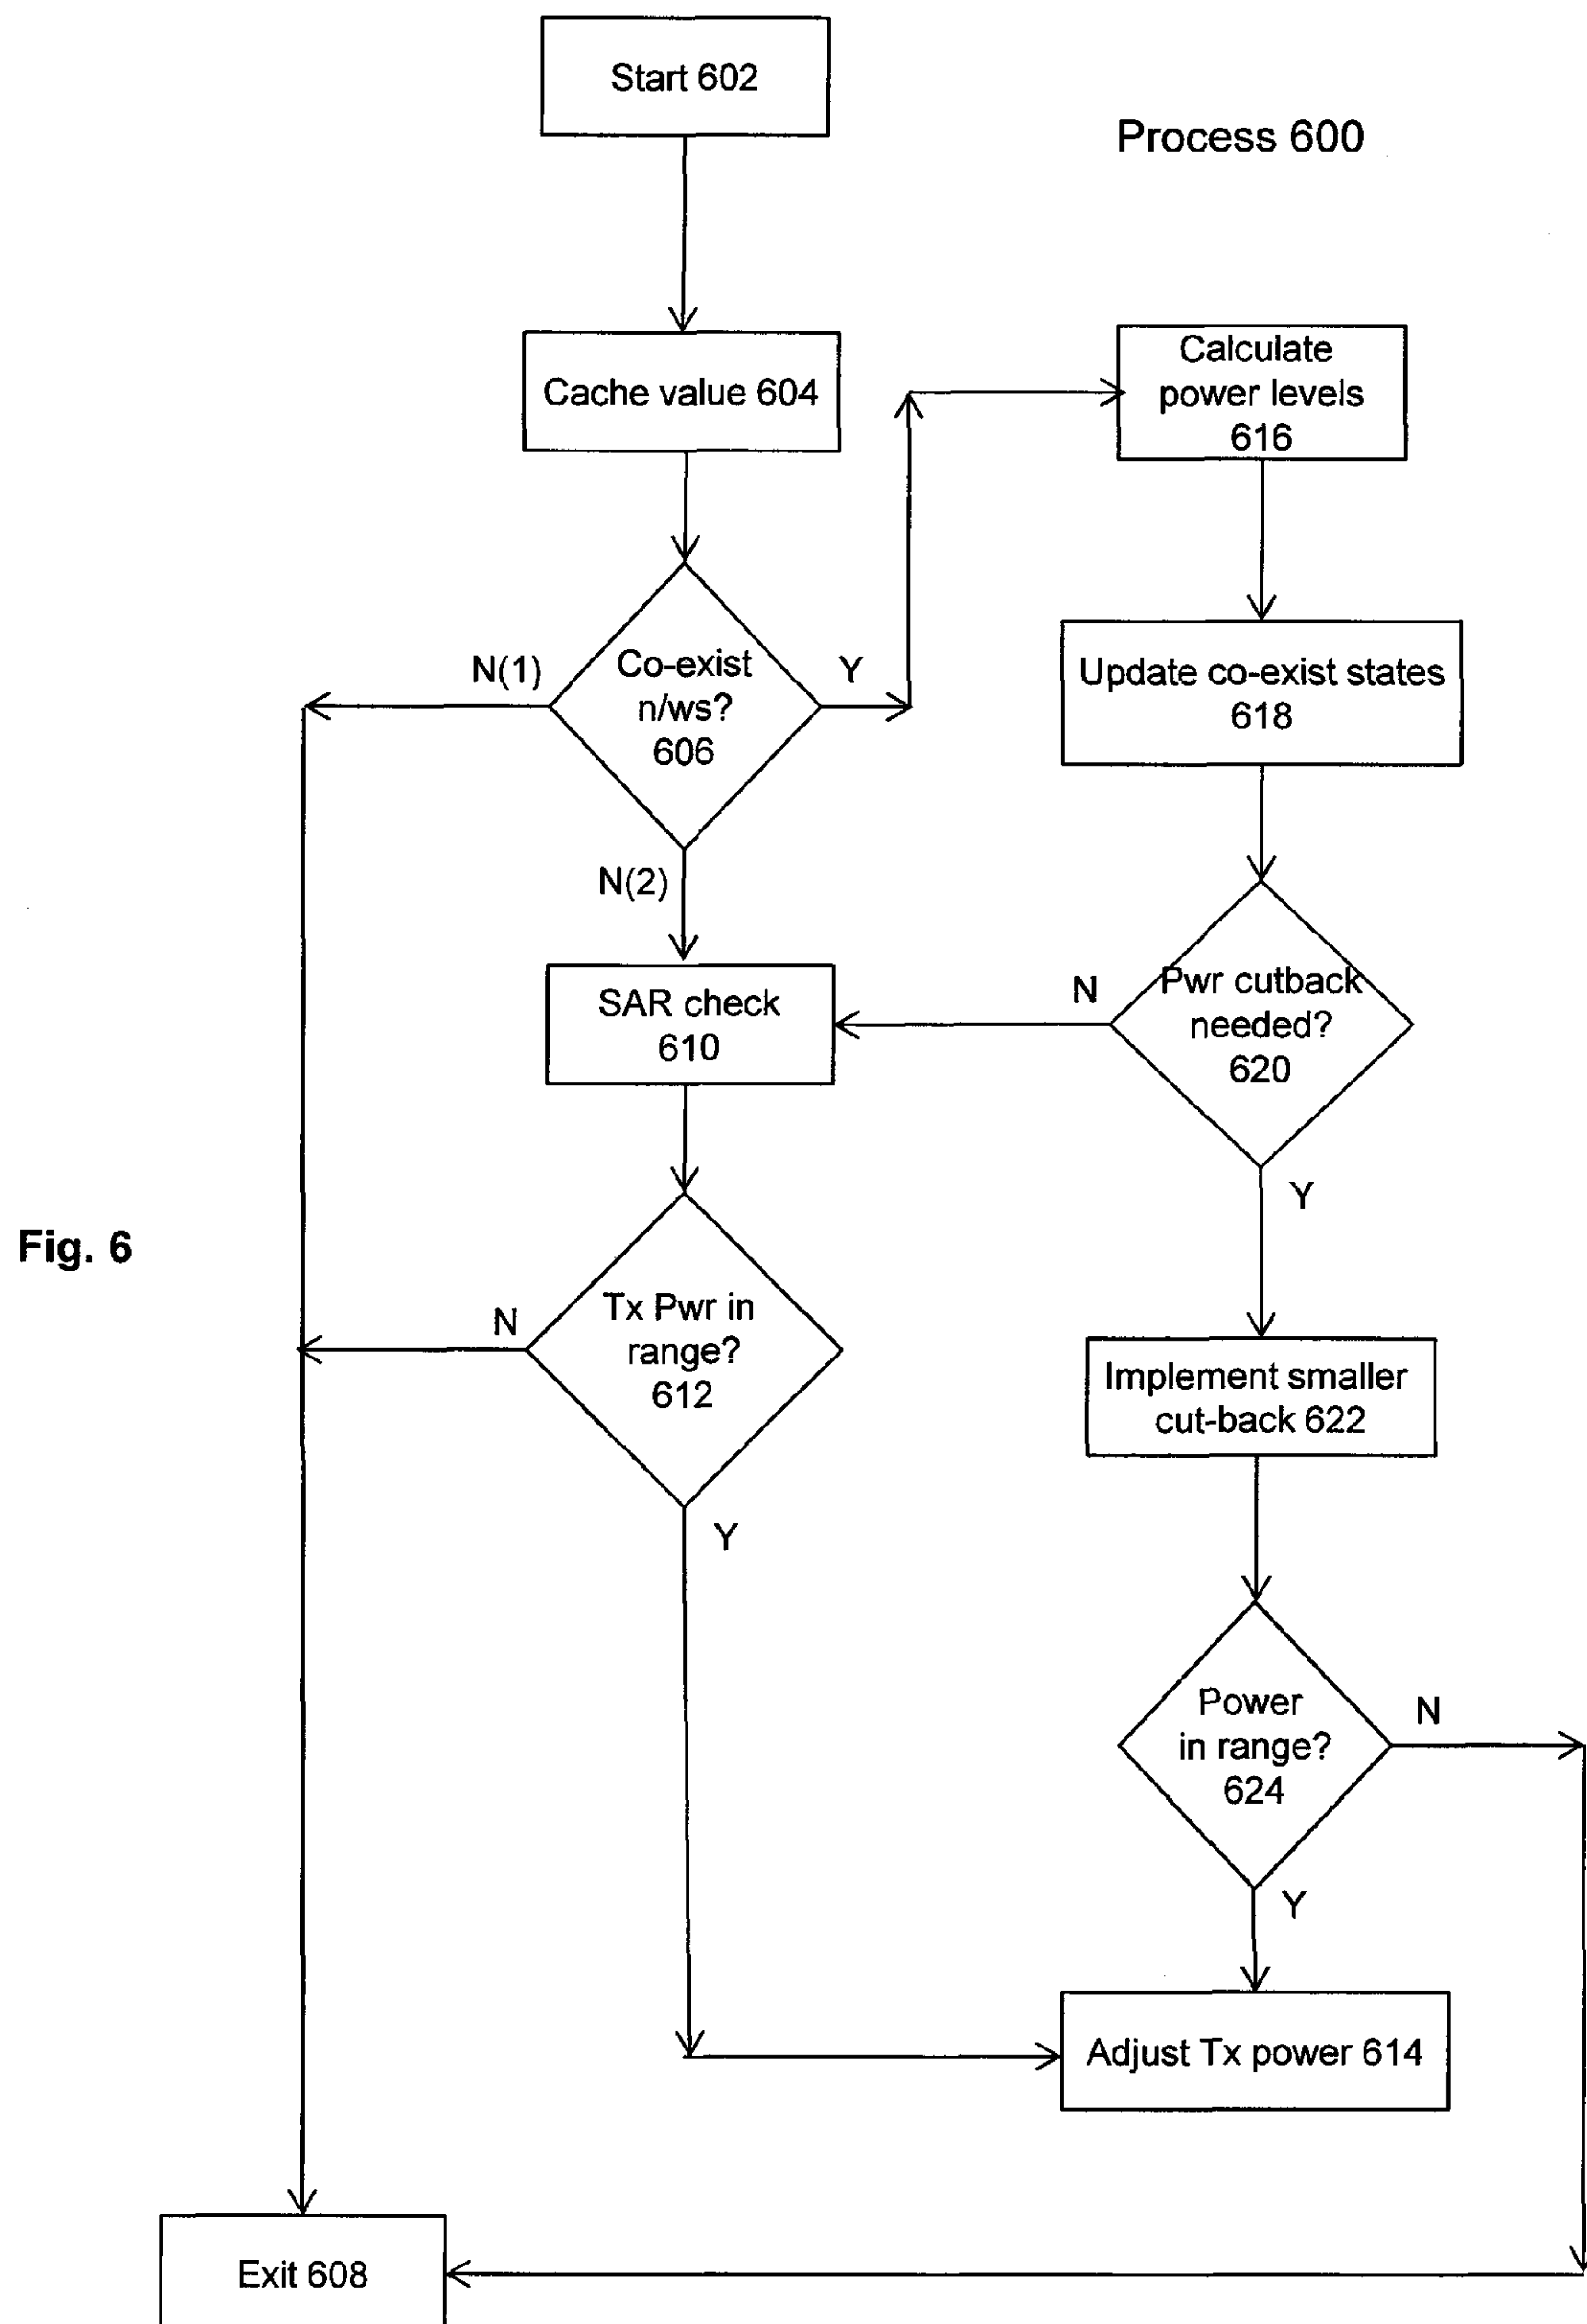 Start 602
Process 600
Cache value 604
Calculate
power levels
616
Co-exist
n/ws?
606
N(1)
Y
N(2)
Update co-exist states
618
SAR check
610
N
Pwr cutback
needed?
620
Y
Fig. 6
Tx Pwr in
range?
612
N
Y
Implement smaller
cut-back 622
Power
in range?
624
N
Y
Adjust Tx power 614
Exit 608